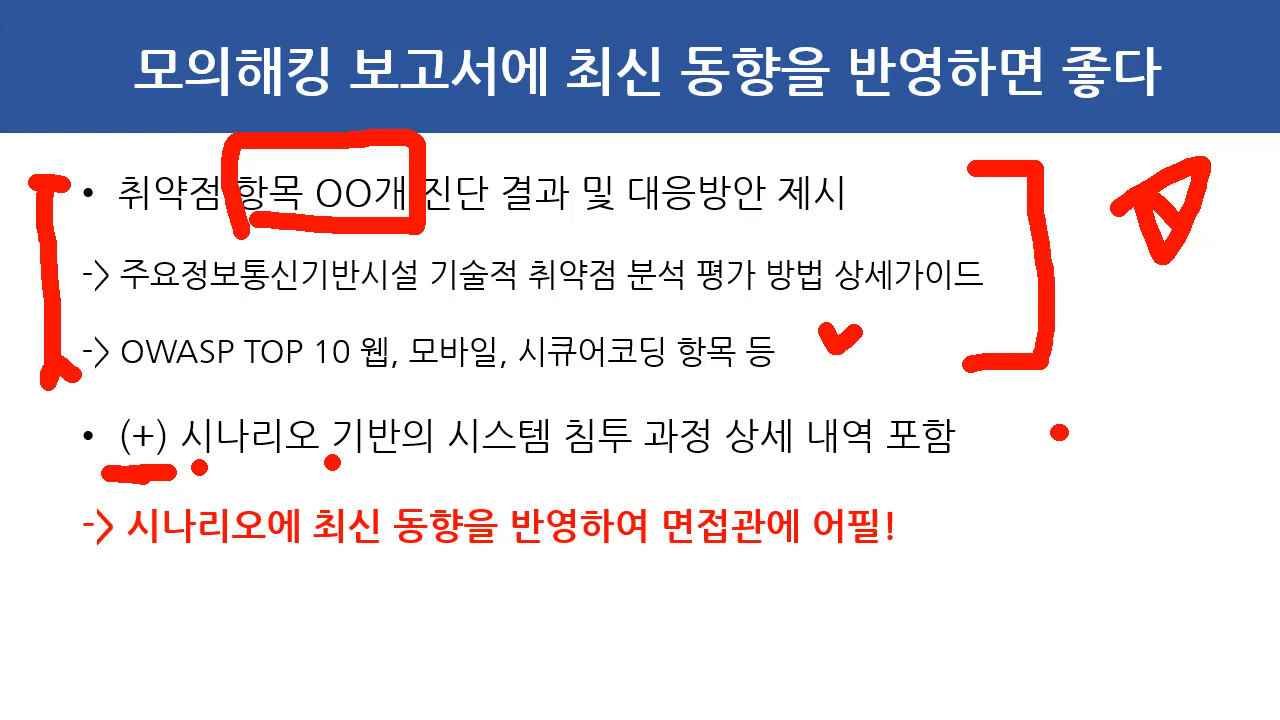 모의해킹 보고서에 최신 동향을 반영하면 좋다
• 취약점 항목 OO개 진단 결과 및 대응방안 제시
-> 주요정보통신기반시설 기술적 취약점 분석 평가 방법 상세가이드
-> OWASP TOP 10 웹, 모바일, 시큐어코딩 항목 등
• (+) 시나리오 기반의 시스템 침투 과정 상세 내역 포함
-> 시나리오에 최신 동향을 반영하여 면접관에 어필!